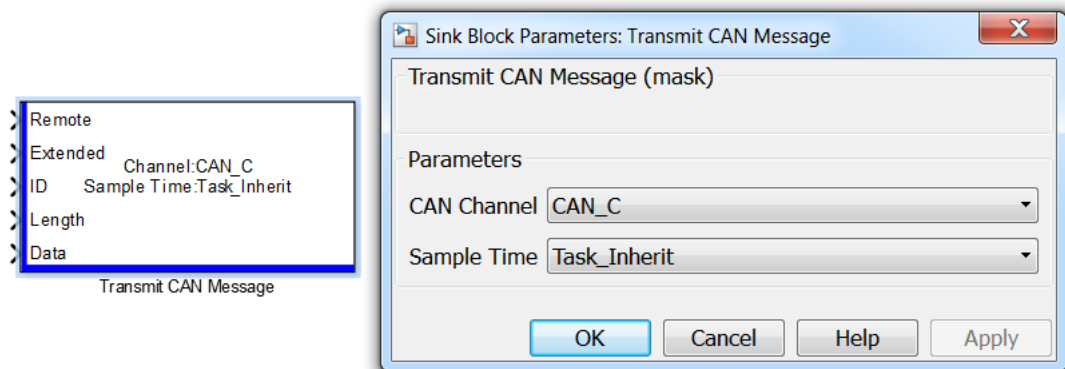 Remote
Extended
Channel:CAN_C
ID
Sample Time:Task_Inherit
Length
Data
Transmit CAN Message
Sink Block Parameters: Transmit CAN Message
X
Transmit CAN Message (mask)
Parameters
CAN Channel CAN_C
Sample Time Task_Inherit
OK Cancel Help Apply